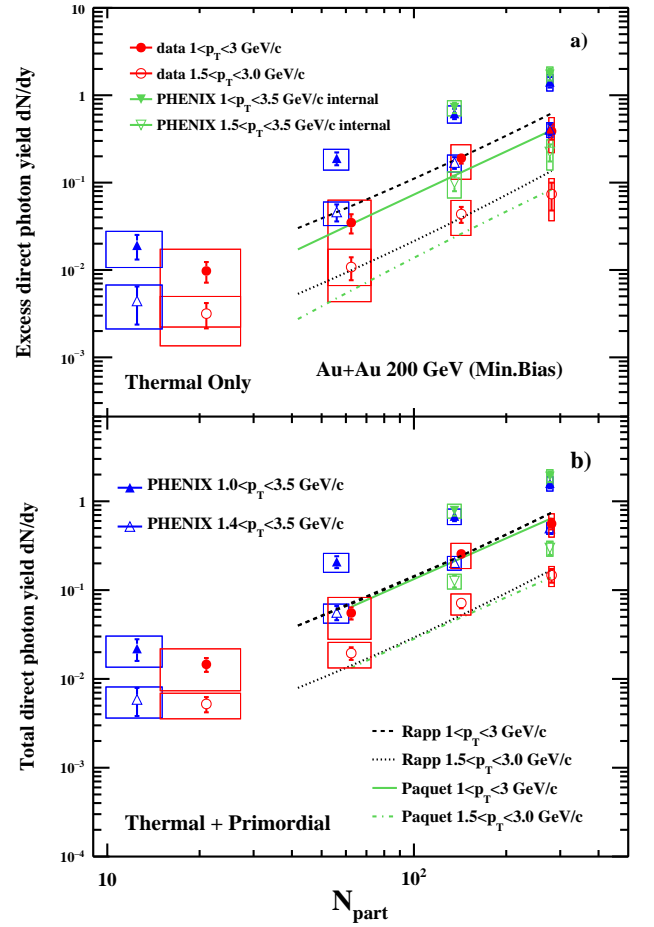 10
1
10⁻¹
10⁻²
10⁻³
Excess direct photon yield dN/dy
a)
data 1<p_T<3 GeV/c
data 1.5<p_T<3.0 GeV/c
PHENIX 1<p_T<3.5 GeV/c internal
PHENIX 1.5<p_T<3.5 GeV/c internal
Thermal Only
Au+Au 200 GeV (Min.Bias)
1
10⁻¹
10⁻²
10⁻³
10⁻⁴
Total direct photon yield dN/dy
b)
PHENIX 1.0<p_T<3.5 GeV/c
PHENIX 1.4<p_T<3.5 GeV/c
Rapp 1<p_T<3 GeV/c
Rapp 1.5<p_T<3.0 GeV/c
Paquet 1<p_T<3 GeV/c
Paquet 1.5<p_T<3.0 GeV/c
Thermal + Primordial
10
10²
N_part